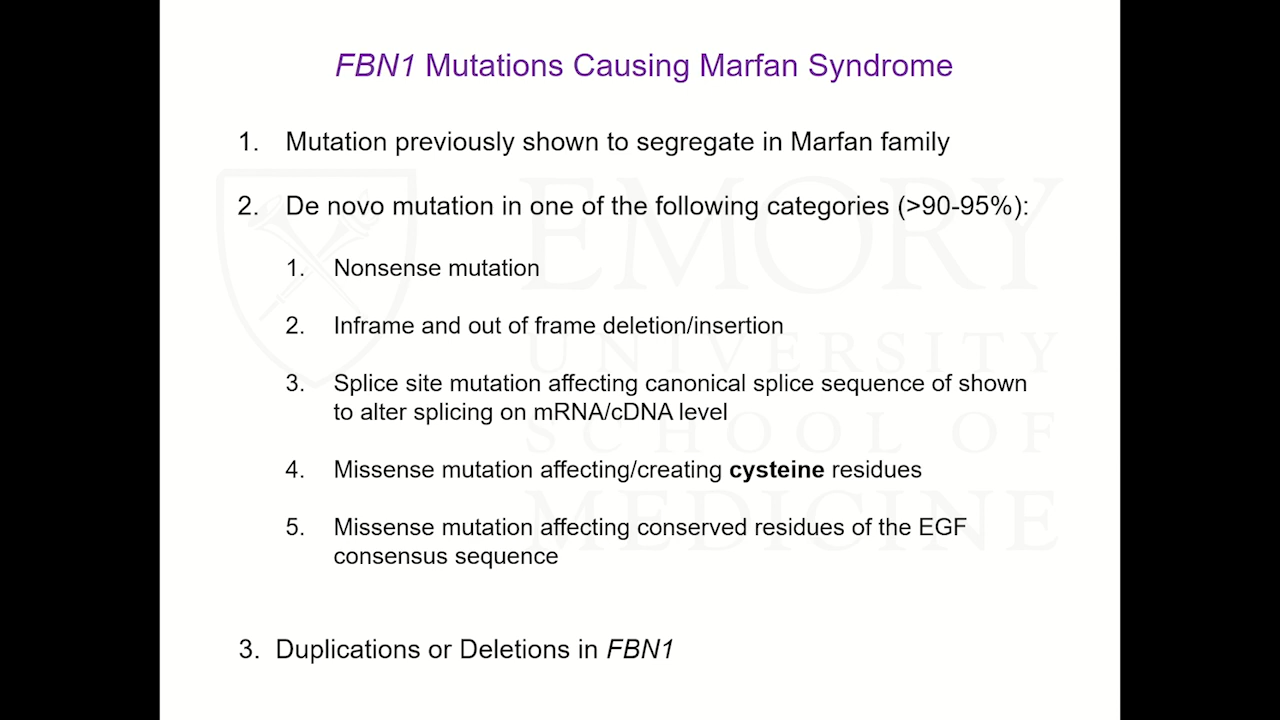 FBN1 Mutations Causing Marfan Syndrome
1. Mutation previously shown to segregate in Marfan family
2. De novo mutation in one of the following categories (>90-95%):
1. Nonsense mutation
2. Inframe and out of frame deletion/insertion
3. Splice site mutation affecting canonical splice sequence of shown
to alter splicing on mRNA/cDNA level
4. Missense mutation affecting/creating cysteine residues
5. Missense mutation affecting conserved residues of the EGF
consensus sequence
3. Duplications or Deletions in FBN1
EMORY
UNIVERSITY
SCHOOL OF
MEDICINE